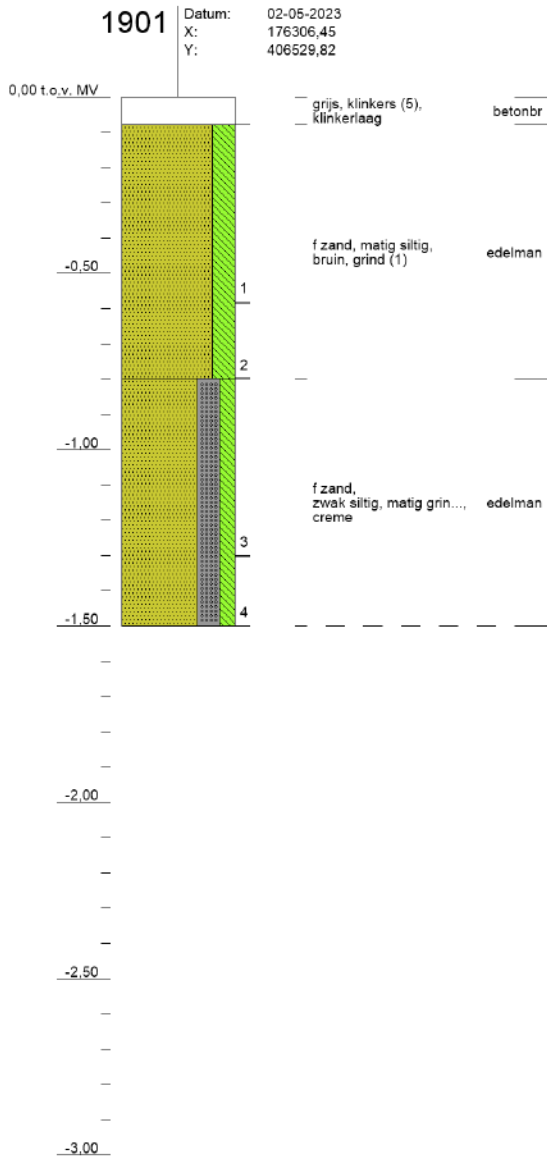 1901
Datum: 02-05-2023
X: 176306,45
Y: 406529,82
0,00 t.o.v. MV
grijs, klinkers (5),
klinkerlaag
betonbr
f zand, matig siltig,
bruin, grind (1)
edelman
-0,50
1
2
-1,00
f zand,
zwak siltig, matig grin...,
creme
edelman
3
4
-1,50
-2,00
-2,50
-3,00